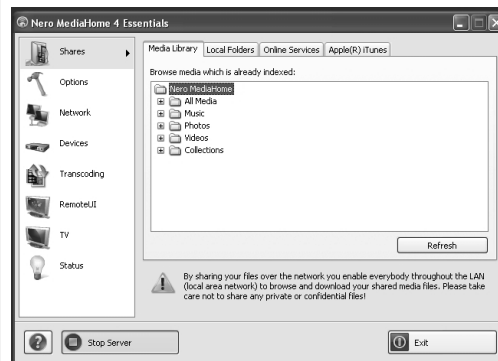 Nero MediaHome 4 Essentials
Shares
Options
Network
Devices
Transcoding
RemoteUI
TV
Status
Media Library Local Folders Online Services Apple(R) iTunes
Browse media which is already indexed:
Nero MediaHome
All Media
Music
Photos
Videos
Collections
Refresh
By sharing your files over the network you enable everybody throughout the LAN
(local area network) to browse and download your shared media files. Please take
care not to share any private or confidential files!
Stop Server
Exit